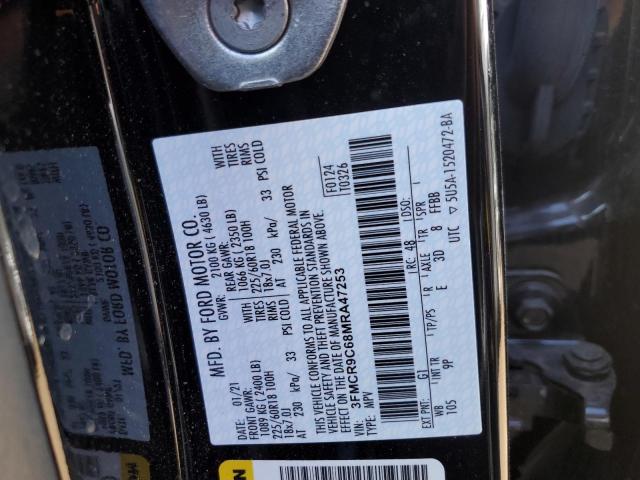 MFD. BY FORD MOTOR CO.
DATE: 01/21 GVWR: 2100 KG ( 4630 LB)
FRONT GAWR: REAR GAWR:
1089 KG ( 2400 LB) 1066 KG ( 2350 LB)
225/60R18 100H TIRES 225/60R18 100H TIRES
18x7.0J RIMS 18x7.0J RIMS
AT 230 kPa/ 33 PSI COLD AT 230 kPa/ 33 PSI COLD
THIS VEHICLE CONFORMS TO ALL APPLICABLE FEDERAL MOTOR
VEHICLE SAFETY AND THEFT PREVENTION STANDARDS IN
EFFECT ON THE DATE OF MANUFACTURE SHOWN ABOVE.
VIN: 3FMCR9C68MRA47253 F0124
TYPE: MPV T0326
EXT PNT: G1 RC: 48 DSO:
WB INTTR TP/PS R AXLE TR SPR
105 9P E 3D 8 FFBB
UTC ▽ 5U5A-1520472-BA